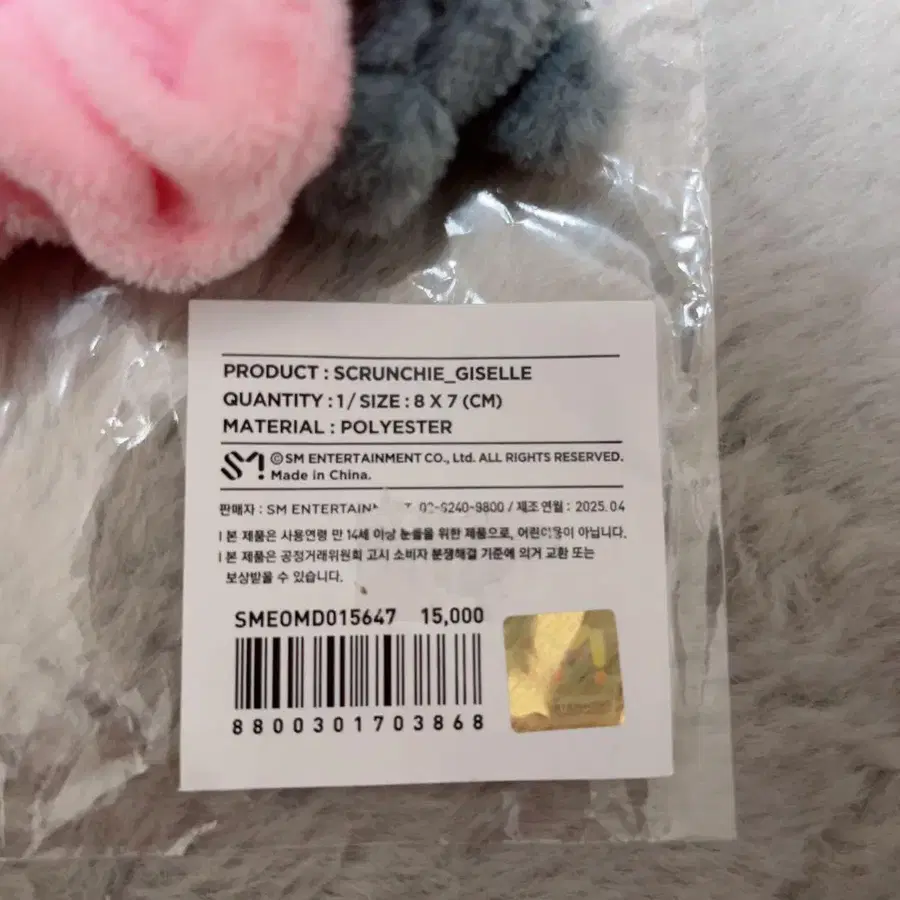 PRODUCT : SCRUNCHIE_GISELLE
QUANTITY : 1 / SIZE : 8 X 7 (CM)
MATERIAL : POLYESTER
SM
©SM ENTERTAINMENT CO., Ltd. ALL RIGHTS RESERVED.
Made in China.
판매자 : SM ENTERTAINM 02-6240-9800 / 제조연월 : 2025.04
I 본 제품은 사용연령 만 14세 이상 분들을 위한 제품으로, 어린이용이 아닙니다.
I 본 제품은 공정거래위원회 고시 소비자 분쟁해결 기준에 의거 교환 또는
보상받을 수 있습니다.
SMEOMD015647 15,000
8800301703868